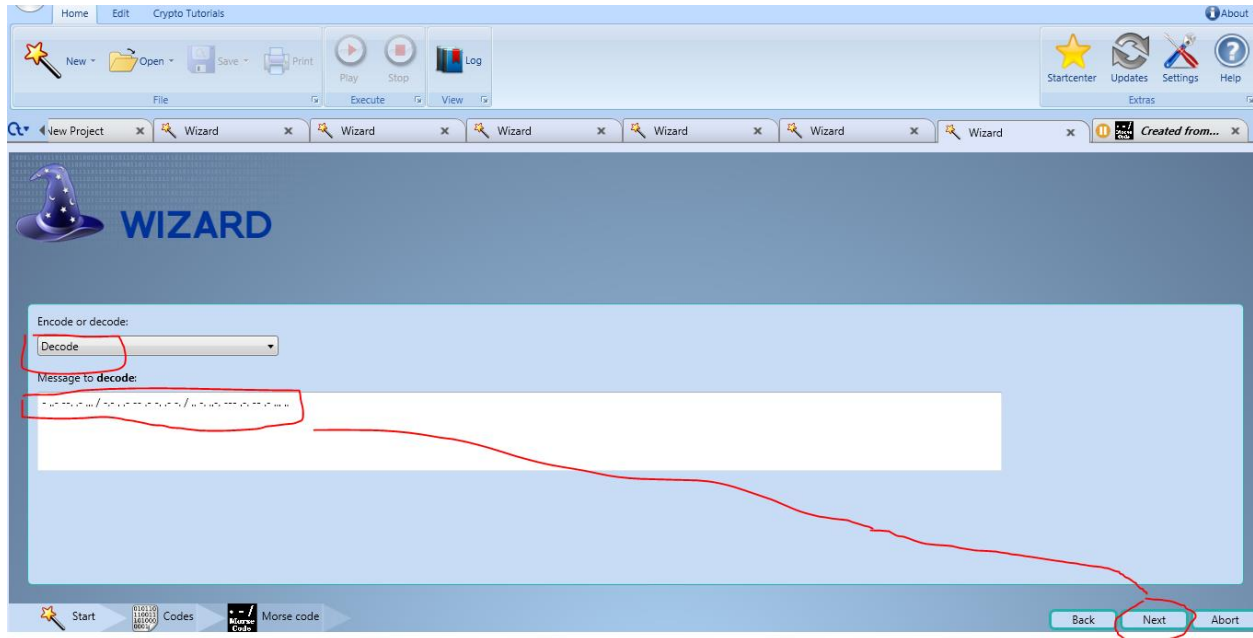 Home Edit Crypto Tutorials About
New Open Save Print Play Stop Log Startcenter Updates Settings Help
File Execute View Extras
New Project Wizard Wizard Wizard Wizard Wizard Wizard Created from...
WIZARD
Encode or decode:
Decode
Message to decode:
- ..- --. .- ... / -.- . .- -- .- -. .- -. / .. -. ..-. --- .-. -- .- ... ..
Start Codes Morse code Back Next Abort